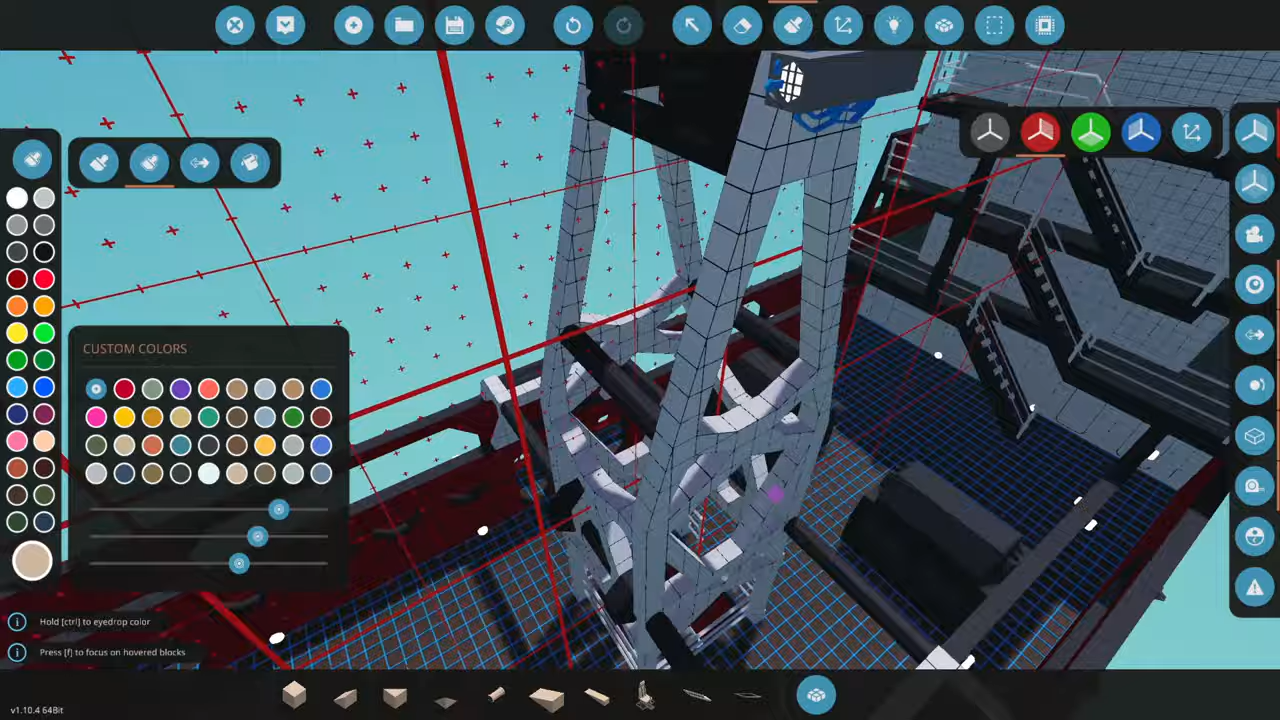 CUSTOM COLORS
Hold [ctrl] to eyedrop color
Press [f] to focus on hovered blocks
v1.10.4 64Bit